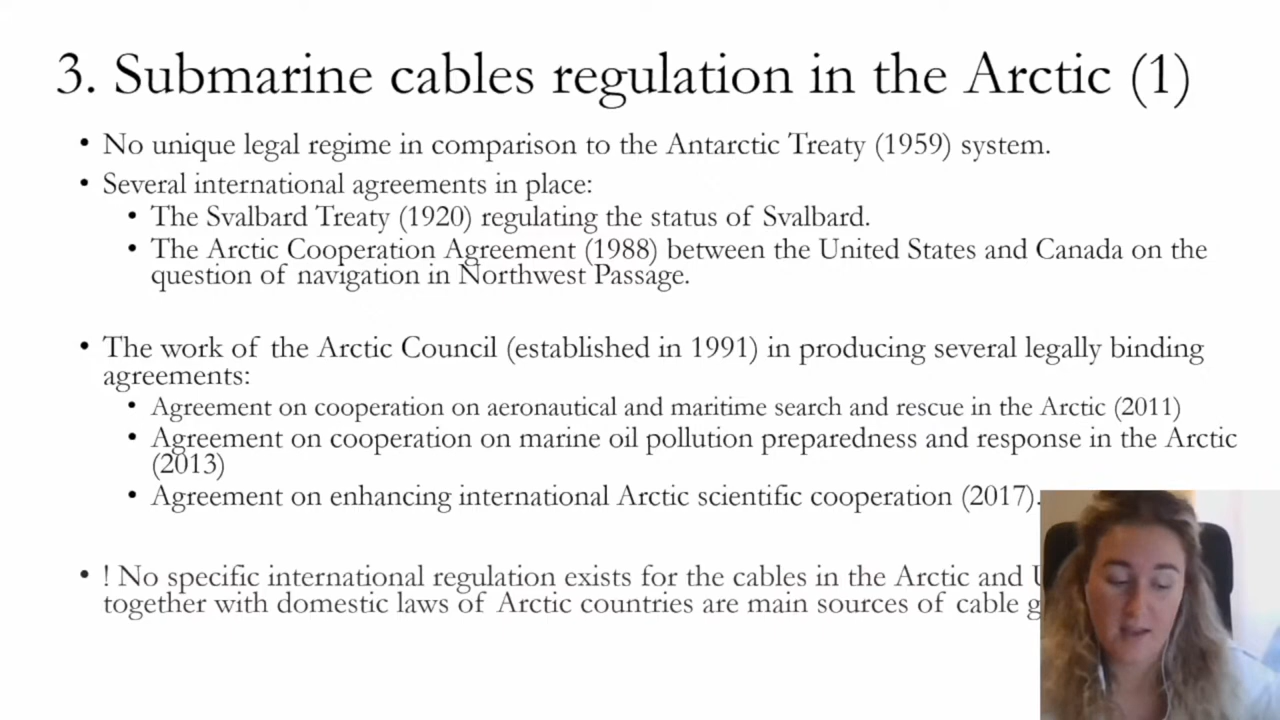 3. Submarine cables regulation in the Arctic (1)
• No unique legal regime in comparison to the Antarctic Treaty (1959) system.
• Several international agreements in place:
• The Svalbard Treaty (1920) regulating the status of Svalbard.
• The Arctic Cooperation Agreement (1988) between the United States and Canada on the
question of navigation in Northwest Passage.
• The work of the Arctic Council (established in 1991) in producing several legally binding
agreements:
• Agreement on cooperation on aeronautical and maritime search and rescue in the Arctic (2011)
• Agreement on cooperation on marine oil pollution preparedness and response in the Arctic
(2013)
• Agreement on enhancing international Arctic scientific cooperation (2017).
• ! No specific international regulation exists for the cables in the Arctic and
together with domestic laws of Arctic countries are main sources of cable